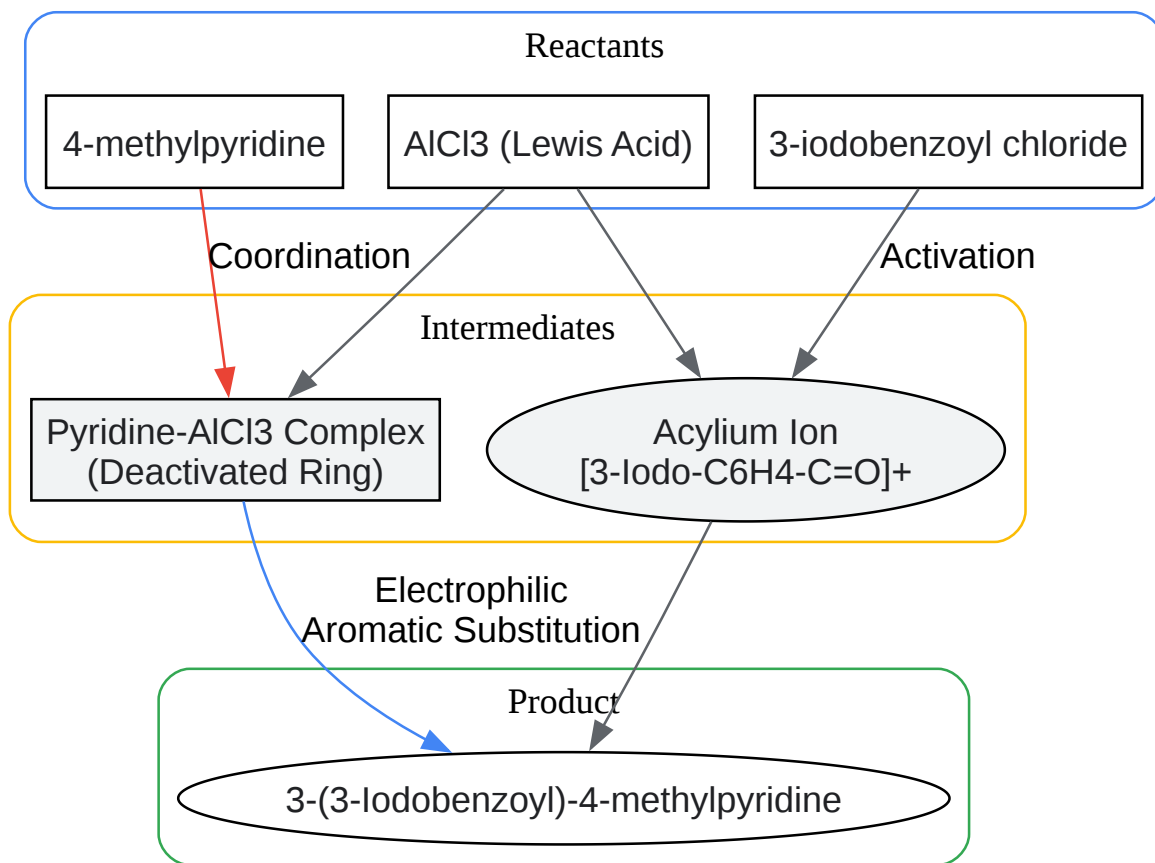 Reactants
4-methylpyridine
AlCl3 (Lewis Acid)
3-iodobenzoyl chloride
Coordination
Activation
Intermediates
Pyridine-AlCl3 Complex
(Deactivated Ring)
Acylium Ion
[3-Iodo-C6H4-C=O]+
Electrophilic
Aromatic Substitution
Product
3-(3-Iodobenzoyl)-4-methylpyridine